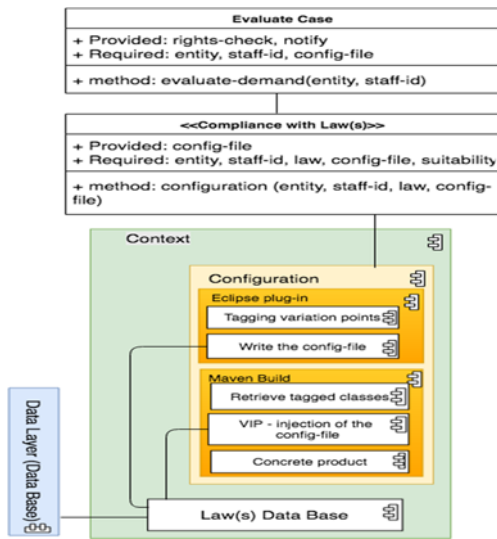 Evaluate Case
+ Provided: rights-check, notify
+ Required: entity, staff-id, config-file
+ method: evaluate-demand(entity, staff-id)
<<Compliance with Law(s)>>
+ Provided: config-file
+ Required: entity, staff-id, law, config-file, suitability
+ method: configuration (entity, staff-id, law, config-
file)
Context
Configuration
Eclipse plug-in
Tagging variation points
Write the config-file
Maven Build
Retrieve tagged classes
VIP - injection of the
config-file
Concrete product
Law(s) Data Base
Data Layer (Data Base)